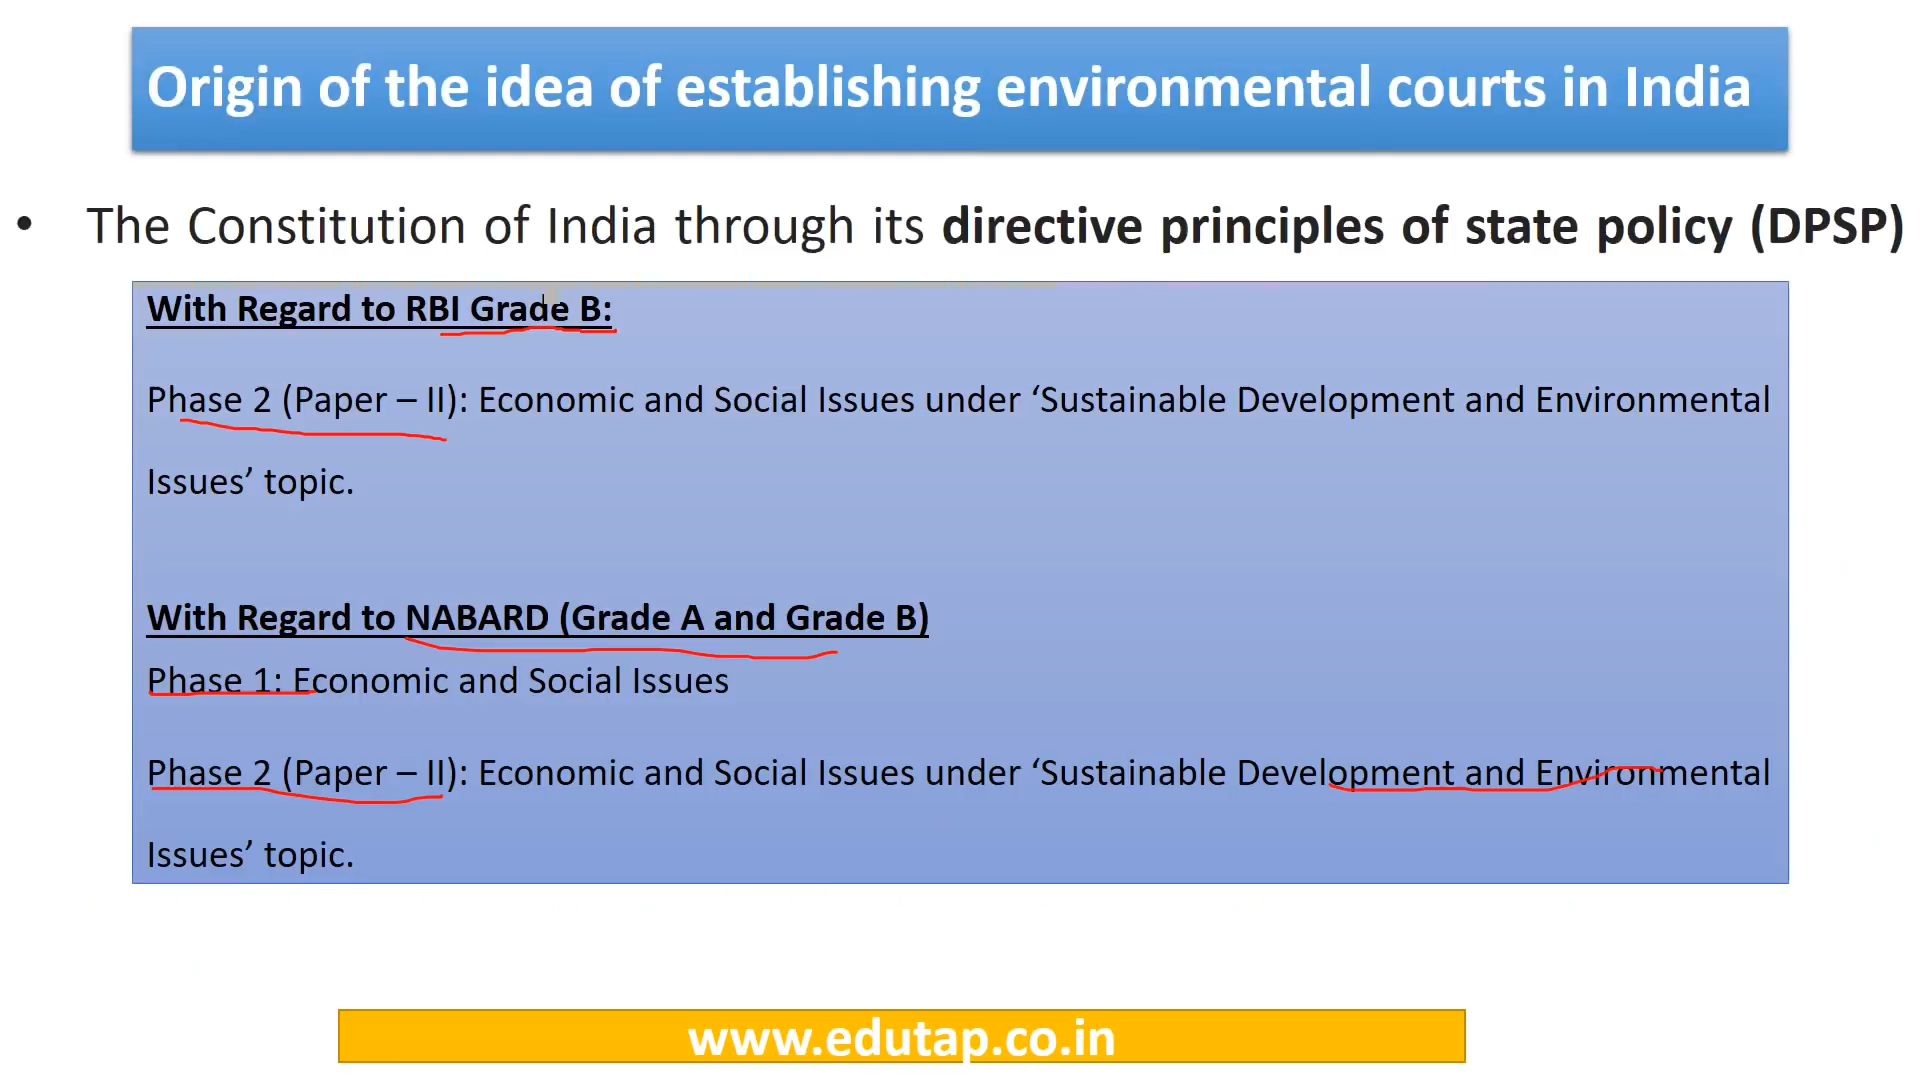 Origin of the idea of establishing environmental courts in India
• The Constitution of India through its directive principles of state policy (DPSP)
With Regard to RBI Grade B:
Phase 2 (Paper – II): Economic and Social Issues under ‘Sustainable Development and Environmental
Issues’ topic.
With Regard to NABARD (Grade A and Grade B)
Phase 1: Economic and Social Issues
Phase 2 (Paper – II): Economic and Social Issues under ‘Sustainable Development and Environmental
Issues’ topic.
www.edutap.co.in